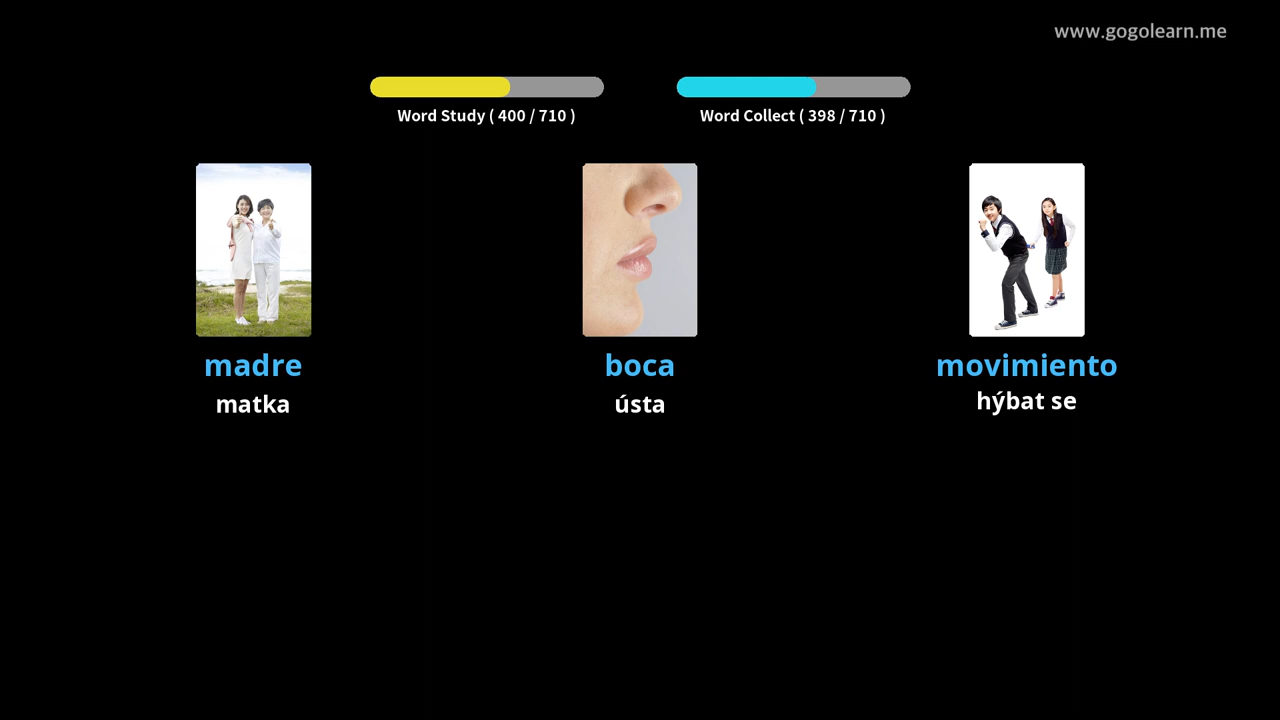 www.gogolearn.me
Word Study ( 400 / 710 )
Word Collect ( 398 / 710 )
madre
matka
boca
ústa
movimiento
hýbat se